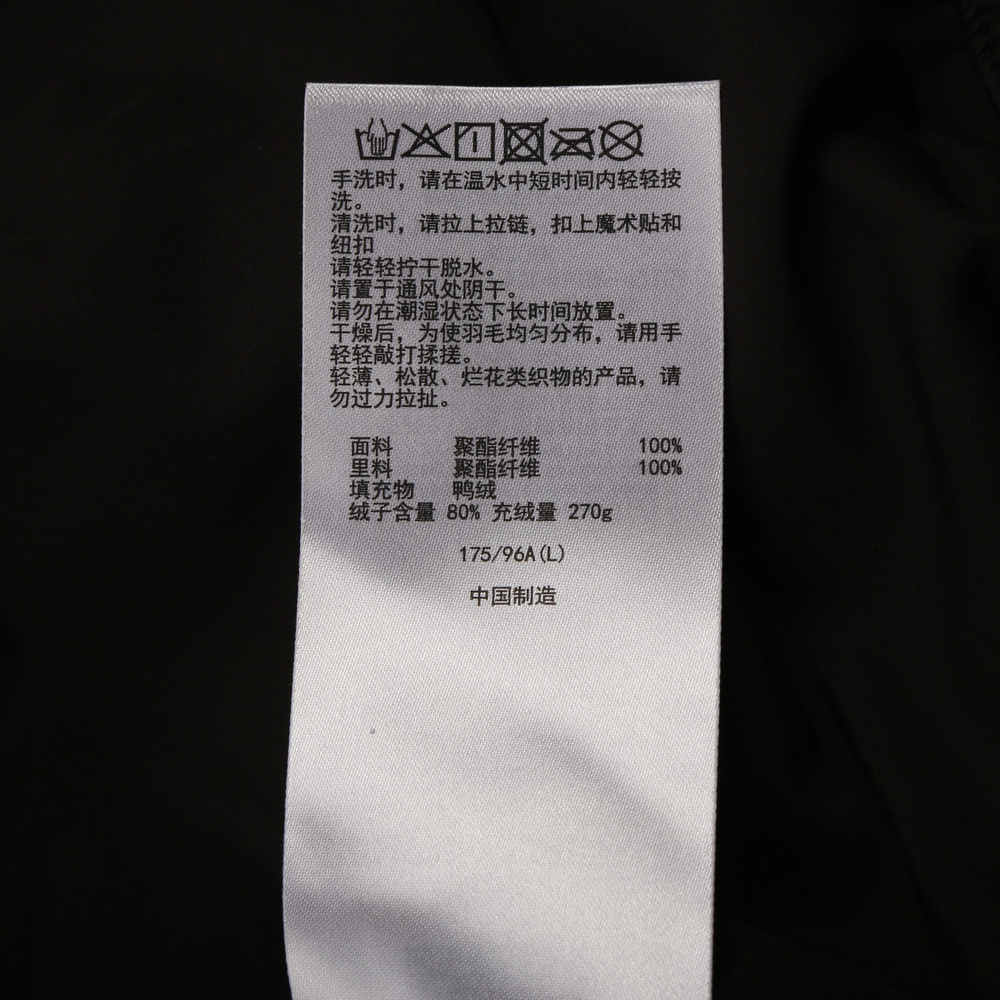 手洗时，请在温水中短时间内轻轻按
洗。
清洗时，请拉上拉链，扣上魔术贴和
纽扣
请轻轻拧干脱水。
请置于通风处阴干。
请勿在潮湿状态下长时间放置。
干燥后，为使羽毛均匀分布，请用手
轻轻敲打揉搓。
轻薄、松散、烂花类织物的产品，请
勿过力拉扯。
面料 聚酯纤维 100%
里料 聚酯纤维 100%
填充物 鸭绒
绒子含量 80% 充绒量 270g
175/96A(L)
中国制造